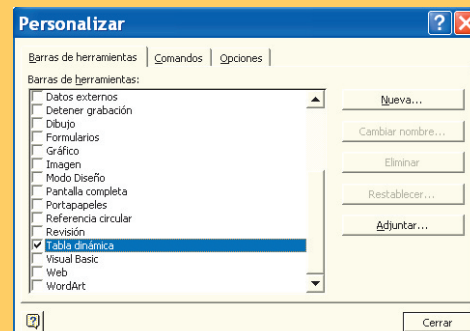 Personalizar
Barras de herramientas
Comandos
Opciones
Barras de herramientas:
Datos externos
Detener grabación
Dibujo
Formularios
Gráfico
Imagen
Modo Diseño
Pantalla completa
Portapapeles
Referencia circular
Revisión
Tabla dinámica
Visual Basic
Web
WordArt
Nueva...
Cambiar nombre...
Eliminar
Restablecer...
Adjuntar...
Cerrar